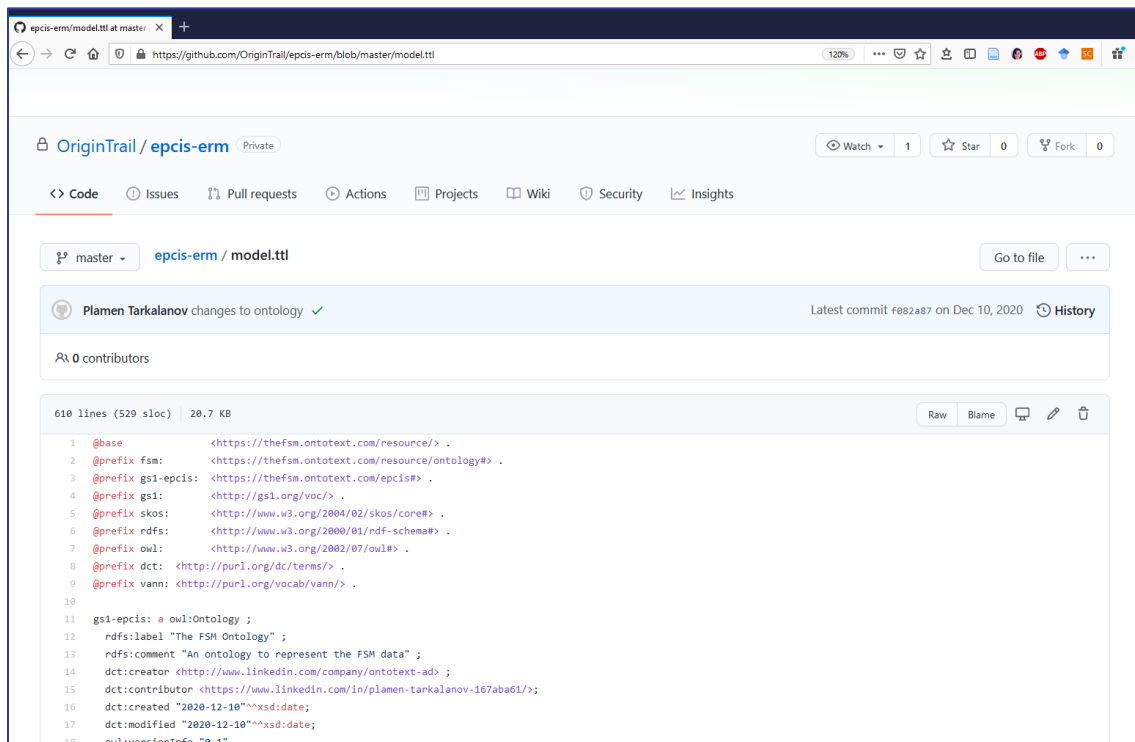 epcis-erm/model.ttl at master
https://github.com/OriginTrail/epcis-erm/blob/master/model.ttl
120%
ABP
SC
OriginTrail / epcis-erm Private
Watch 1
Star 0
Fork 0
<> Code
Issues
Pull requests
Actions
Projects
Wiki
Security
Insights
master
epcis-erm / model.ttl
Go to file
...
Plamen Tarkalanov changes to ontology
Latest commit f082a87 on Dec 10, 2020
History
0 contributors
610 lines (529 sloc) 20.7 KB
Raw
Blame
1 @base <https://thefsm.ontotext.com/resource/> .
2 @prefix fsm: <https://thefsm.ontotext.com/resource/ontology#> .
3 @prefix gs1-epcis: <https://thefsm.ontotext.com/epcis#> .
4 @prefix gs1: <http://gs1.org/voc/> .
5 @prefix skos: <http://www.w3.org/2004/02/skos/core#> .
6 @prefix rdfs: <http://www.w3.org/2000/01/rdf-schema#> .
7 @prefix owl: <http://www.w3.org/2002/07/owl#> .
8 @prefix dct: <http://purl.org/dc/terms/> .
9 @prefix vann: <http://purl.org/vocab/vann/> .
10
11 gs1-epcis: a owl:Ontology ;
12 rdfs:label "The FSM Ontology" ;
13 rdfs:comment "An ontology to represent the FSM data" ;
14 dct:creator <http://www.linkedin.com/company/ontotext-ad> ;
15 dct:contributor <https://www.linkedin.com/in/plamen-tarkalanov-167aba61/>;
16 dct:created "2020-12-10"^^xsd:date;
17 dct:modified "2020-12-10"^^xsd:date;
18 owl:versionInfo "0.1"